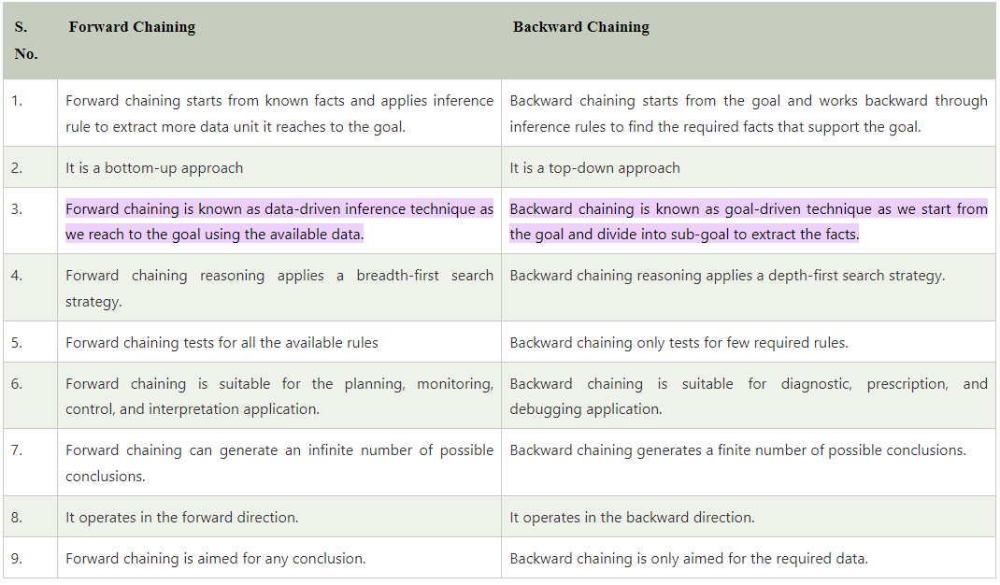 S. No. Forward Chaining Backward Chaining
1. Forward chaining starts from known facts and applies inference rule to extract more data unit it reaches to the goal. Backward chaining starts from the goal and works backward through inference rules to find the required facts that support the goal.
2. It is a bottom-up approach It is a top-down approach
3. Forward chaining is known as data-driven inference technique as we reach to the goal using the available data. Backward chaining is known as goal-driven technique as we start from the goal and divide into sub-goal to extract the facts.
4. Forward chaining reasoning applies a breadth-first search strategy. Backward chaining reasoning applies a depth-first search strategy.
5. Forward chaining tests for all the available rules Backward chaining only tests for few required rules.
6. Forward chaining is suitable for the planning, monitoring, control, and interpretation application. Backward chaining is suitable for diagnostic, prescription, and debugging application.
7. Forward chaining can generate an infinite number of possible conclusions. Backward chaining generates a finite number of possible conclusions.
8. It operates in the forward direction. It operates in the backward direction.
9. Forward chaining is aimed for any conclusion. Backward chaining is only aimed for the required data.